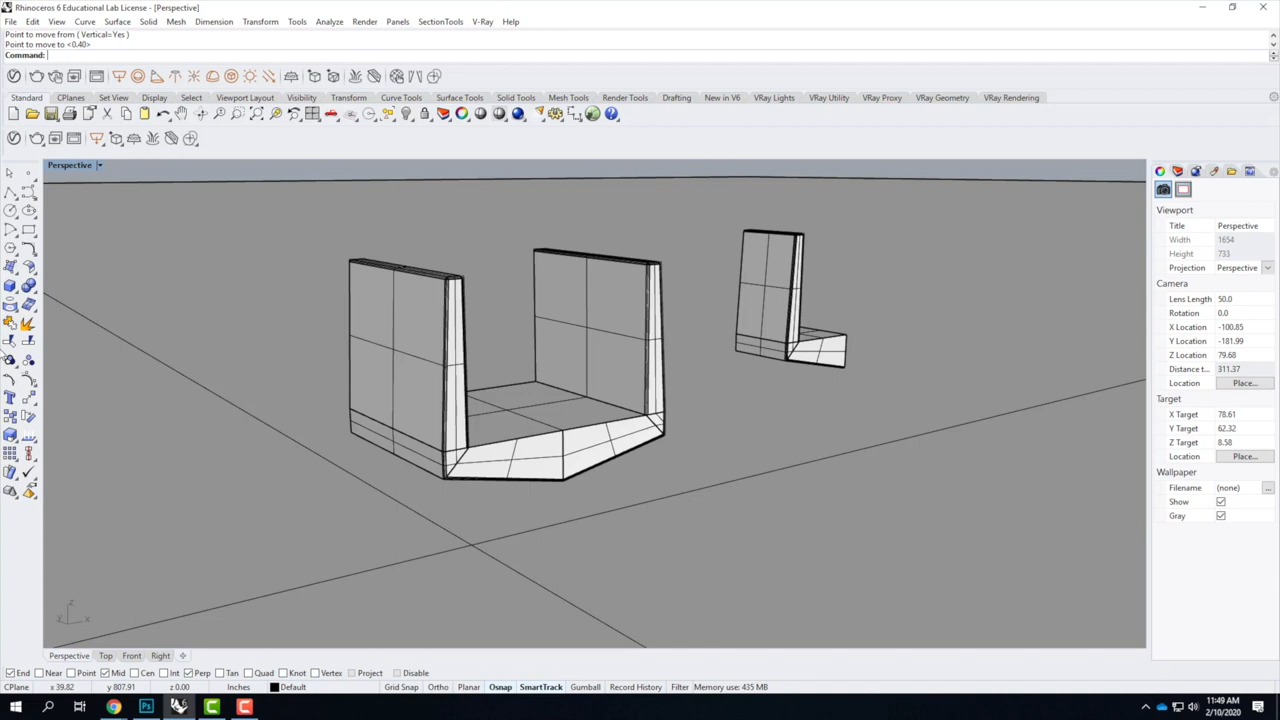 Rhinoceros 6 Educational Lab License - [Perspective]
File Edit View Curve Surface Solid Mesh Dimension Transform Tools Analyze Render Panels SectionTools V-Ray Help
Point to move from ( Vertical=Yes )
Point to move to <0.40>
Command:
Standard CPlanes Set View Display Select Viewport Layout Visibility Transform Curve Tools Surface Tools Solid Tools Mesh Tools Render Tools Drafting New in V6 VRay Lights VRay Utility VRay Proxy VRay Geometry VRay Rendering
Perspective
Viewport
Title Perspective
Width 1654
Height 733
Projection Perspective
Camera
Lens Length 50.0
Rotation 0.0
X Location -100.85
Y Location -181.99
Z Location 79.68
Distance t... 311.37
Location Place...
Target
X Target 78.61
Y Target 62.32
Z Target 8.58
Location Place...
Wallpaper
Filename (none) ...
Show
Gray
z
y x
Perspective Top Front Right
End Near Point Mid Cen Int Perp Tan Quad Knot Vertex Project Disable
CPlane x 39.82 y 807.91 z 0.00 Inches Default Grid Snap Ortho Planar Osnap SmartTrack Gumball Record History Filter Memory use: 435 MB
Ps
11:49 AM
2/10/2020